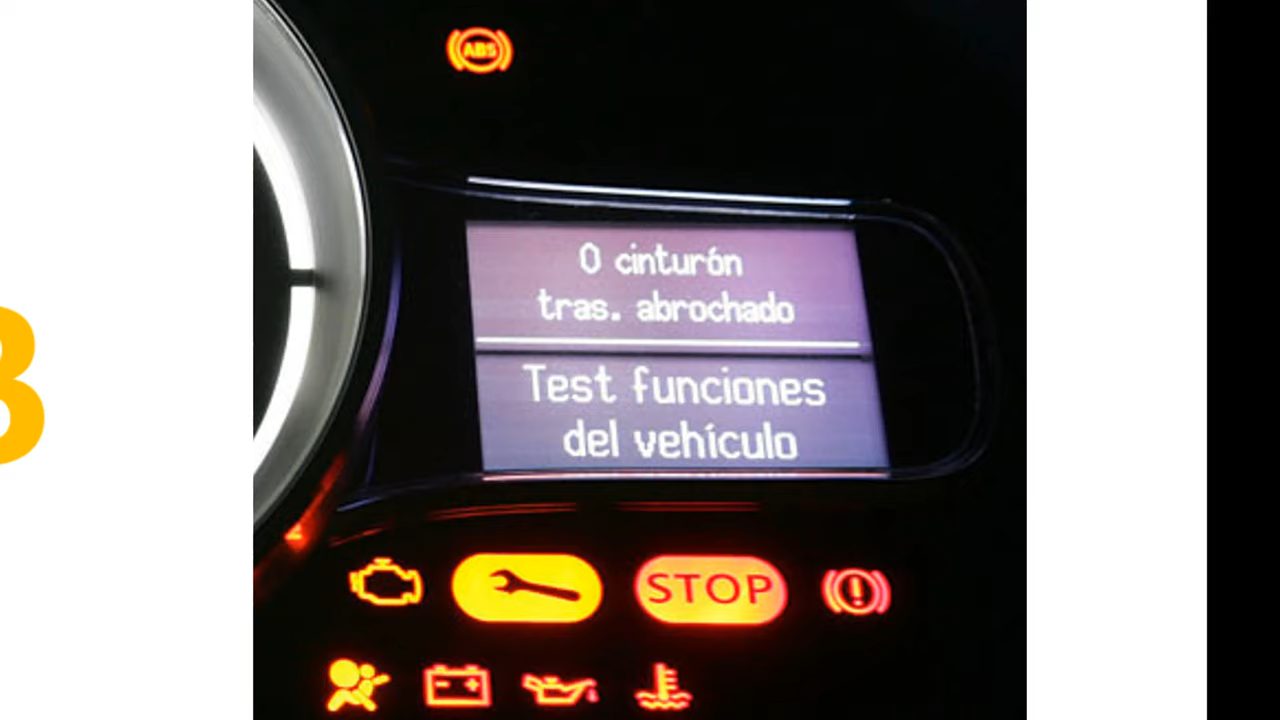 ABS
0 cinturón
tras. abrochado
Test funciones
del vehículo
STOP